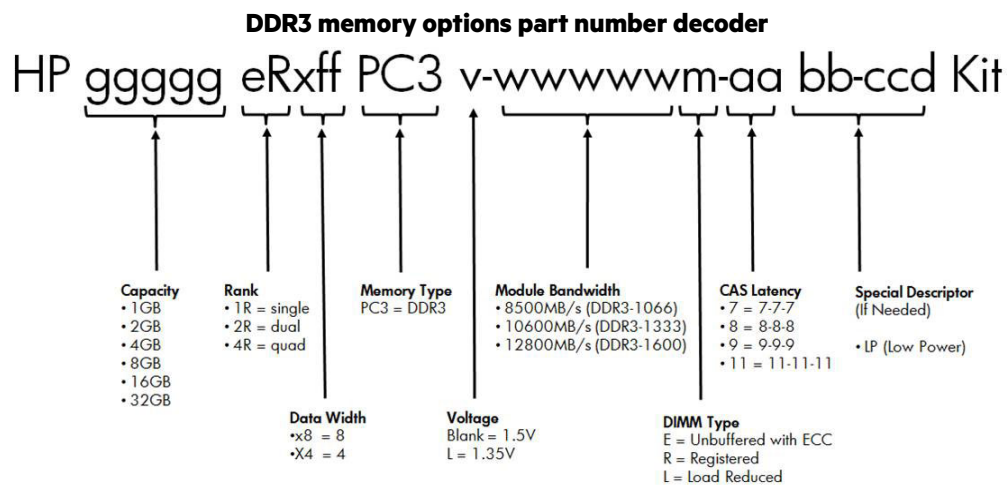 DDR3 memory options part number decoder
HP ggggg eRxff PC3 v-wwwwwm-aa bb-ccd Kit
Capacity
• 1GB
• 2GB
• 4GB
• 8GB
• 16GB
• 32GB
Rank
• 1R = single
• 2R = dual
• 4R = quad
Memory Type
PC3 = DDR3
Module Bandwidth
• 8500MB/s (DDR3-1066)
• 10600MB/s (DDR3-1333)
• 12800MB/s (DDR3-1600)
CAS Latency
• 7 = 7-7-7
• 8 = 8-8-8
• 9 = 9-9-9
• 11 = 11-11-11
Special Descriptor
(If Needed)
• LP (Low Power)
Data Width
•x8 = 8
•X4 = 4
Voltage
Blank = 1.5V
L = 1.35V
DIMM Type
E = Unbuffered with ECC
R = Registered
L = Load Reduced